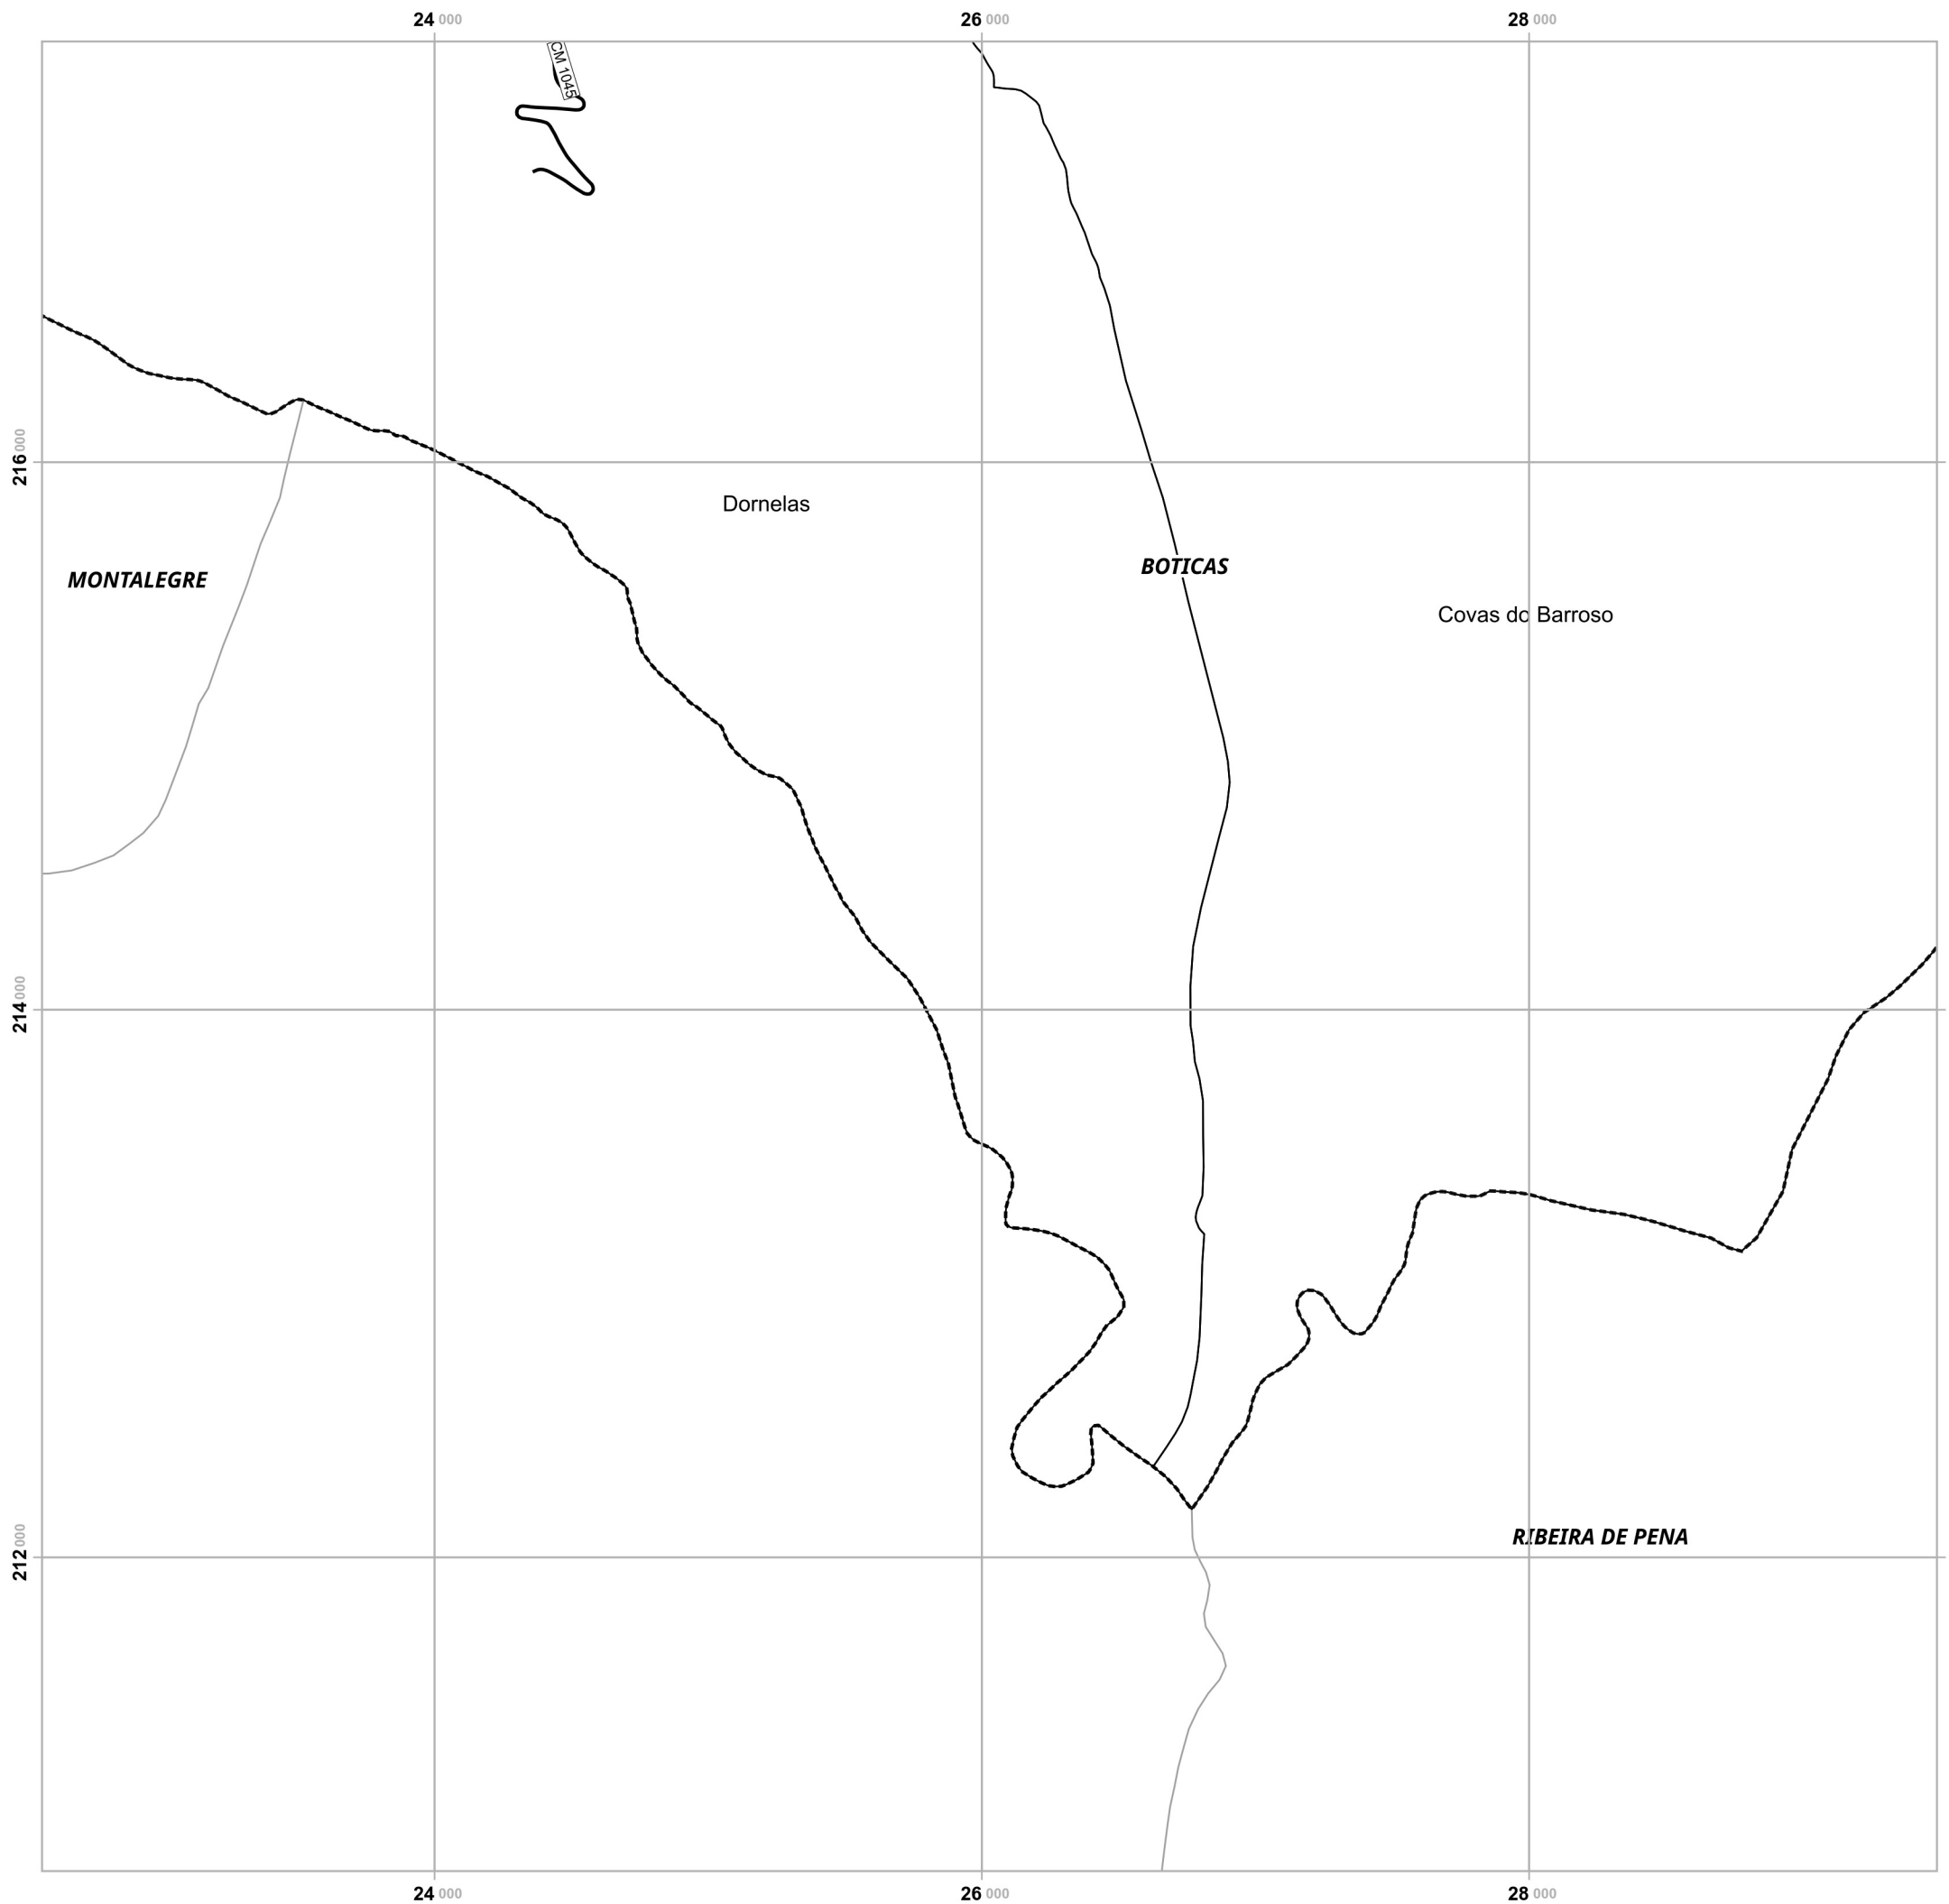 24 000
26 000
28 000
CM 1045
216 000
Dornelas
BOTICAS
MONTALEGRE
Covas do Barroso
214 000
212 000
RIBEIRA DE PENA
24 000
26 000
28 000